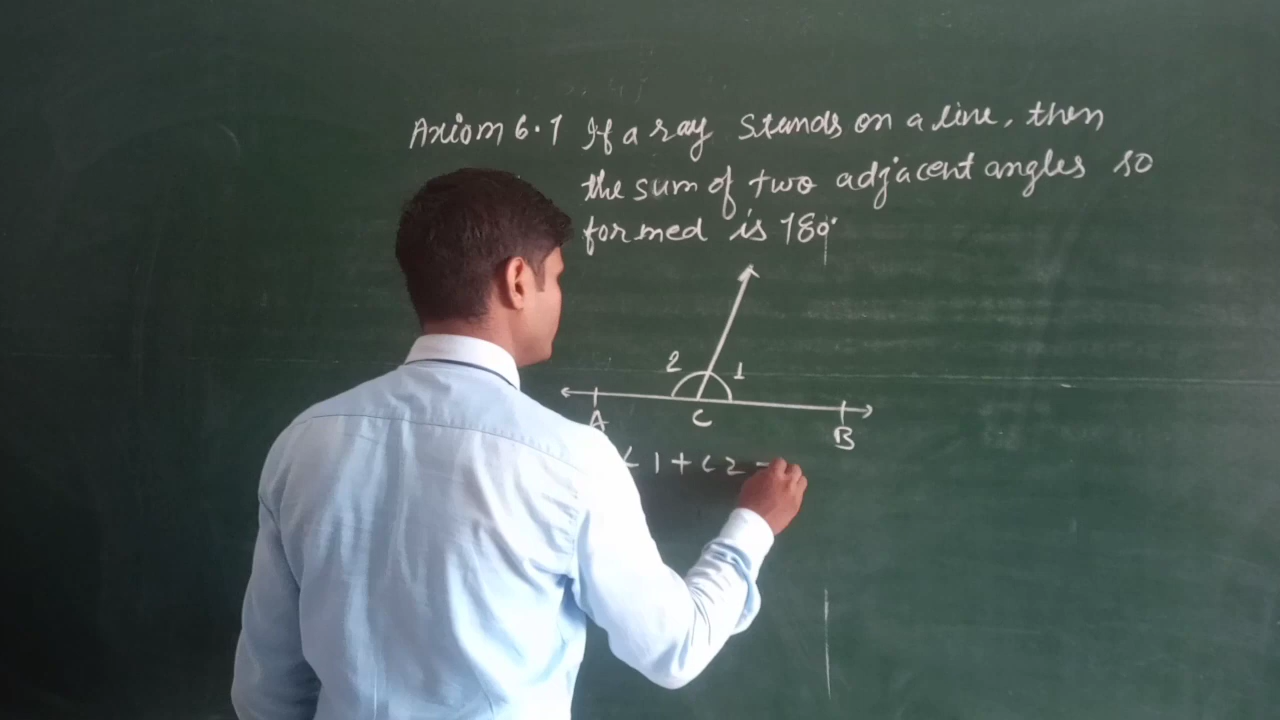 Axiom 6.1 If a ray stands on a line, then
the sum of two adjacent angles so
formed is 180°
2 1
A C B
∠1+∠2=